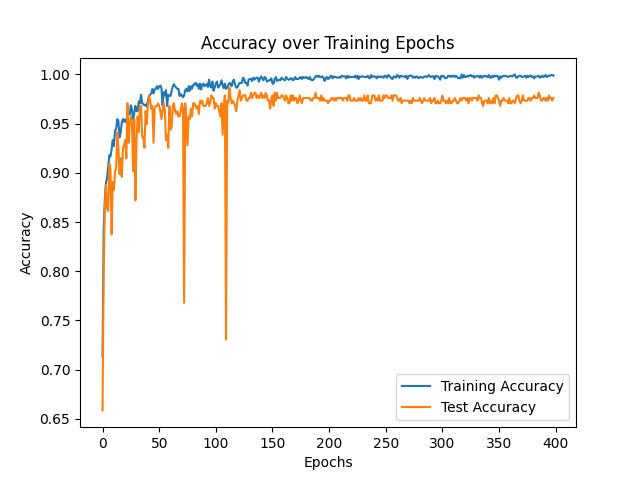 Accuracy over Training Epochs
1.00
0.95
0.90
0.85
0.80
0.75
0.70
0.65
Accuracy
Training Accuracy
Test Accuracy
0 50 100 150 200 250 300 350 400
Epochs